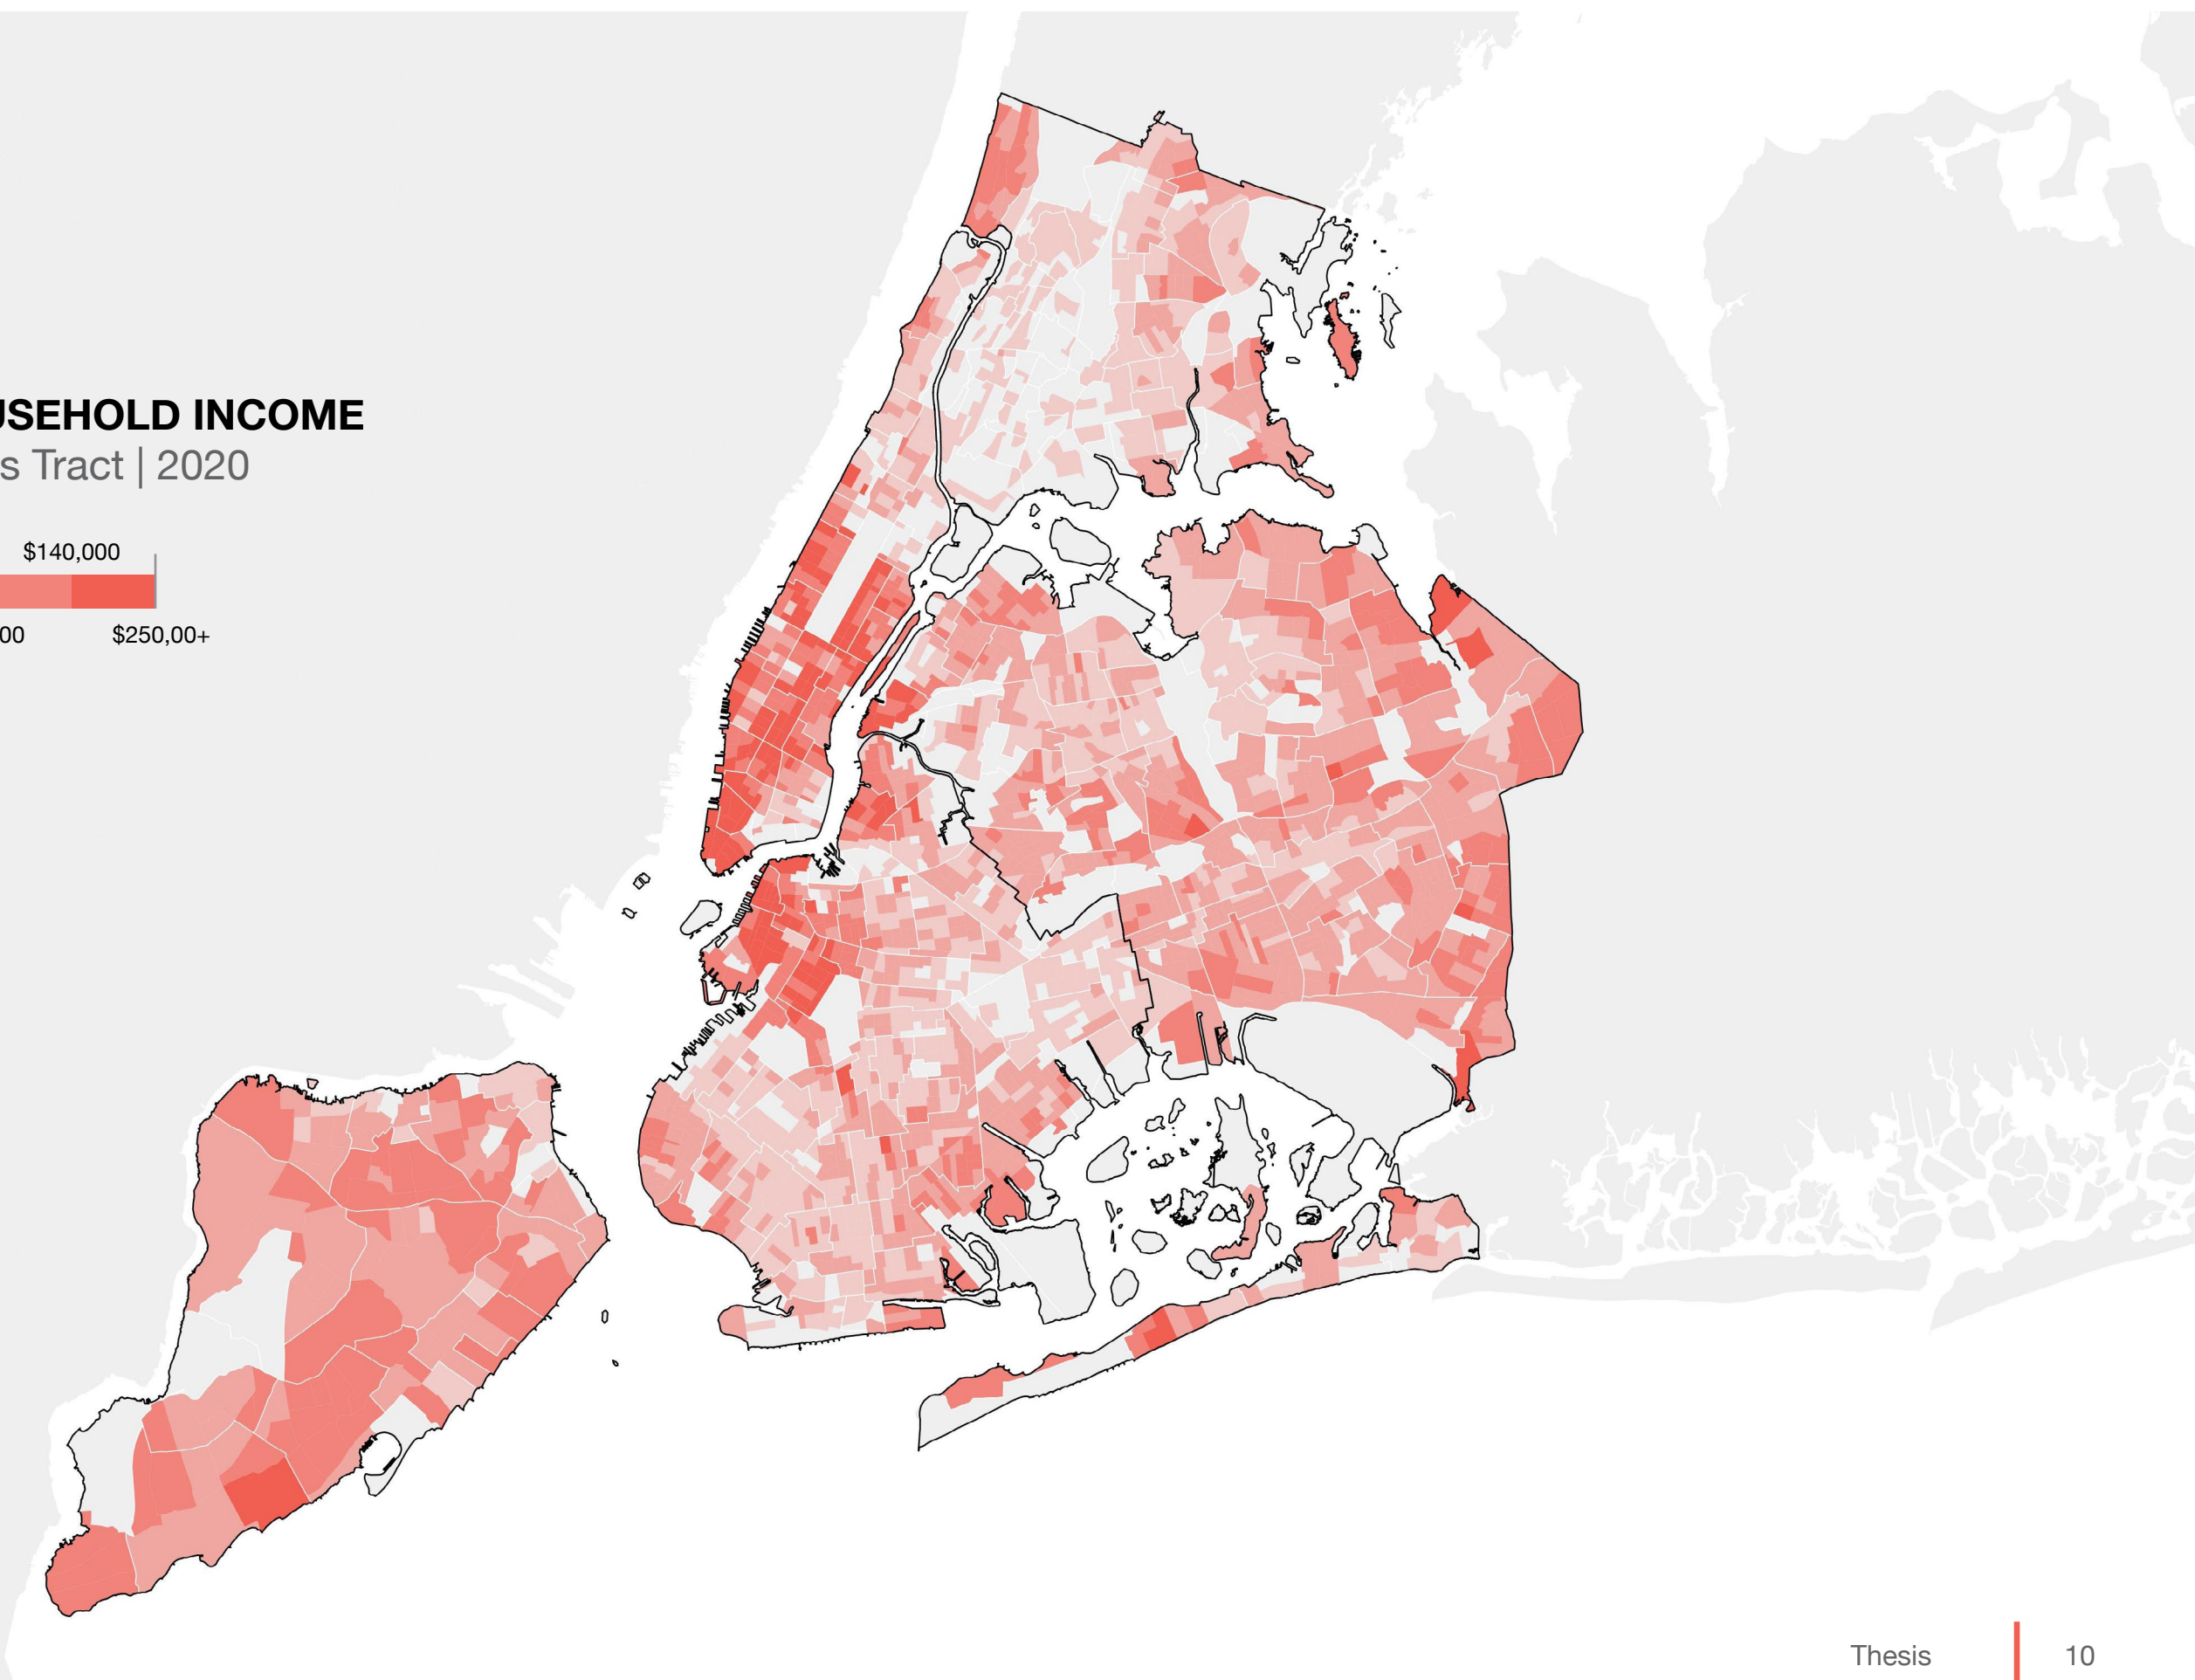 USEHOLD INCOME
s Tract | 2020
$140,000
00
$250,00+
Thesis
10